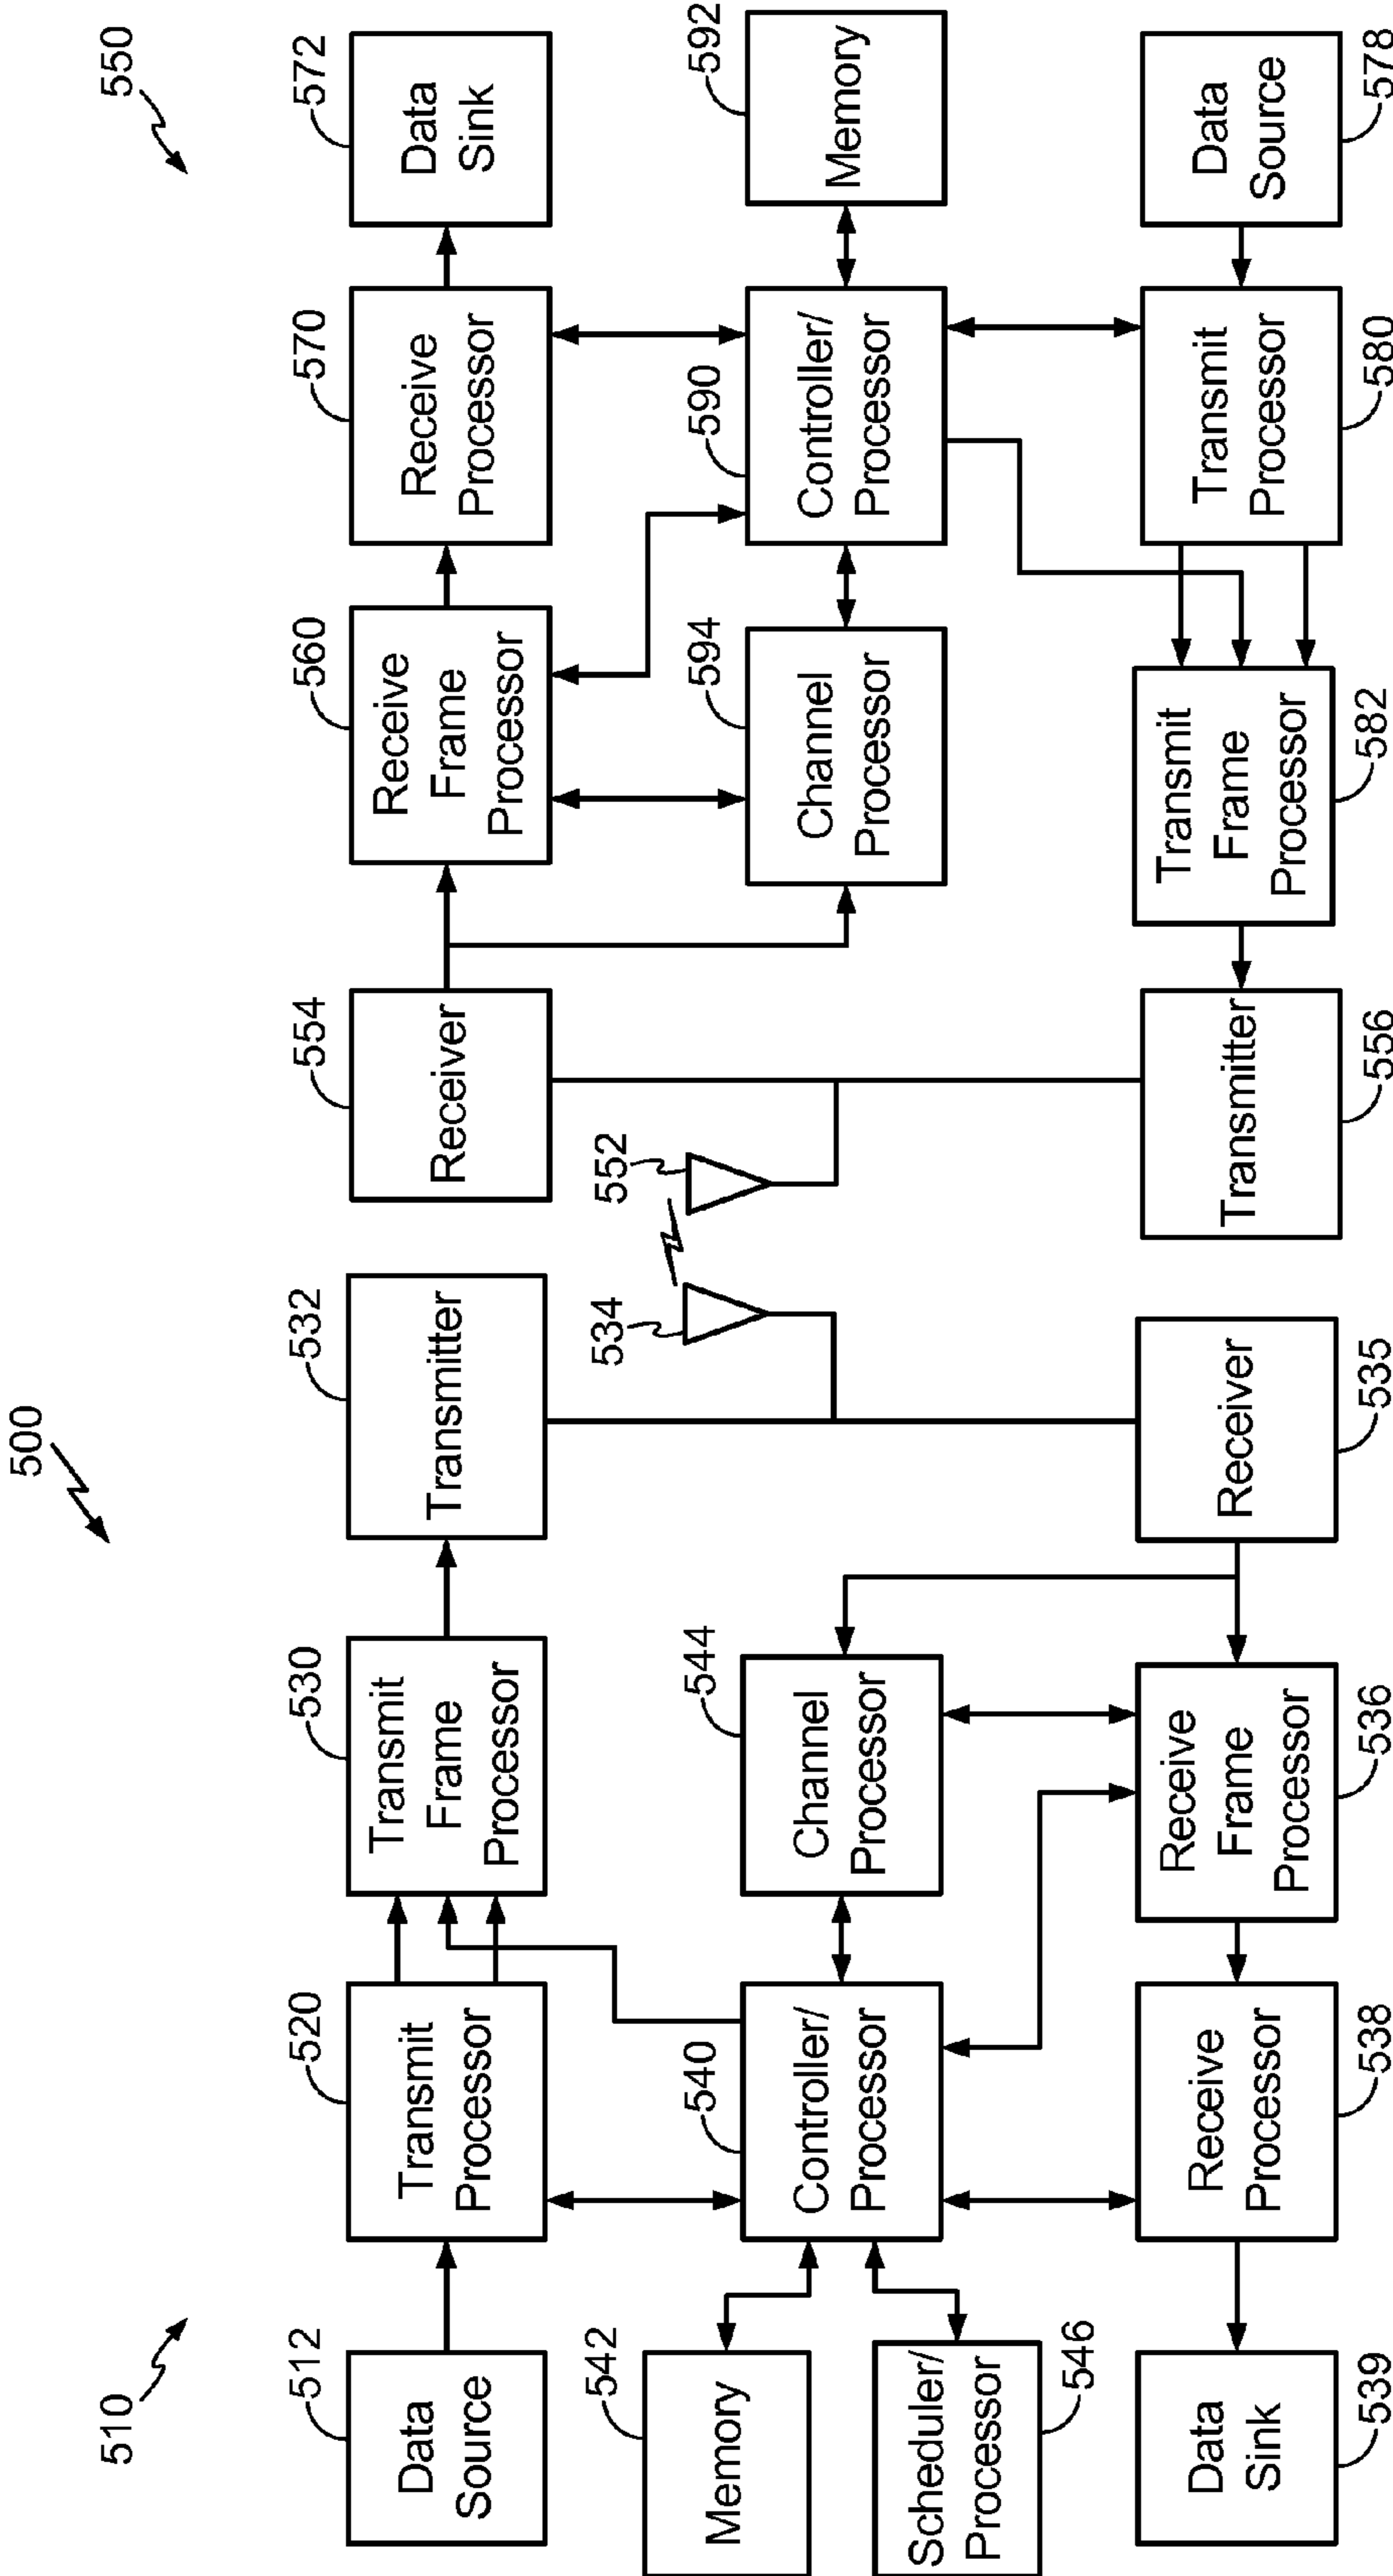 500
510
550
512
Data
Source
520
Transmit
Processor
530
Transmit
Frame
Processor
532
Transmitter
554
Receiver
560
Receive
Frame
Processor
570
Receive
Processor
572
Data
Sink
542
Memory
540
Controller/
Processor
544
Channel
Processor
534
552
594
Channel
Processor
590
Controller/
Processor
592
Memory
Scheduler/
Processor
546
Data
Sink
539
Receive
Processor
538
Receive
Frame
Processor
536
Receiver
535
Transmitter
556
Transmit
Frame
Processor
582
Transmit
Processor
580
Data
Source
578